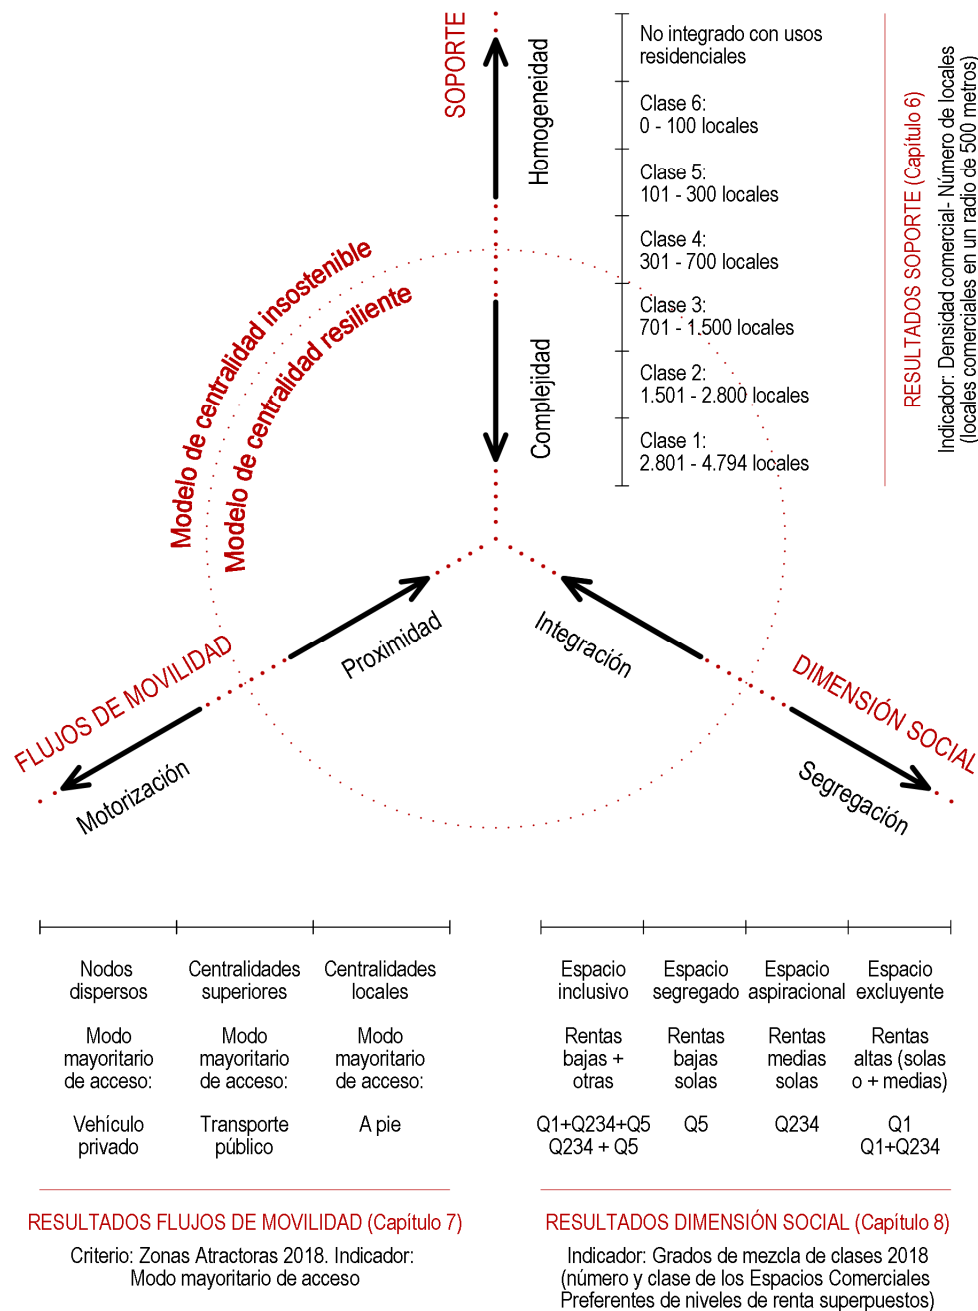 SOPORTE
Homogeneidad
Complejidad
No integrado con usos
residenciales
Clase 6:
0 - 100 locales
Clase 5:
101 - 300 locales
Clase 4:
301 - 700 locales
Clase 3:
701 - 1.500 locales
Clase 2:
1.501 - 2.800 locales
Clase 1:
2.801 - 4.794 locales
RESULTADOS SOPORTE (Capítulo 6)
Indicador: Densidad comercial- Número de locales
(locales comerciales en un radio de 500 metros)
Modelo de centralidad insostenible
Modelo de centralidad resiliente
FLUJOS DE MOVILIDAD
Proximidad
Motorización
Integración
DIMENSIÓN SOCIAL
Segregación
Nodos
dispersos
Modo
mayoritario
de acceso:
Vehículo
privado
Centralidades
superiores
Modo
mayoritario
de acceso:
Transporte
público
Centralidades
locales
Modo
mayoritario
de acceso:
A pie
RESULTADOS FLUJOS DE MOVILIDAD (Capítulo 7)
Criterio: Zonas Atractoras 2018. Indicador:
Modo mayoritario de acceso
Espacio
inclusivo
Rentas
bajas +
otras
Q1+Q234+Q5
Q234 + Q5
Espacio
segregado
Rentas
bajas
solas
Q5
Espacio
aspiracional
Rentas
medias
solas
Q234
Espacio
excluyente
Rentas
altas (solas
o + medias)
Q1
Q1+Q234
RESULTADOS DIMENSIÓN SOCIAL (Capítulo 8)
Indicador: Grados de mezcla de clases 2018
(número y clase de los Espacios Comerciales
Preferentes de niveles de renta superpuestos)